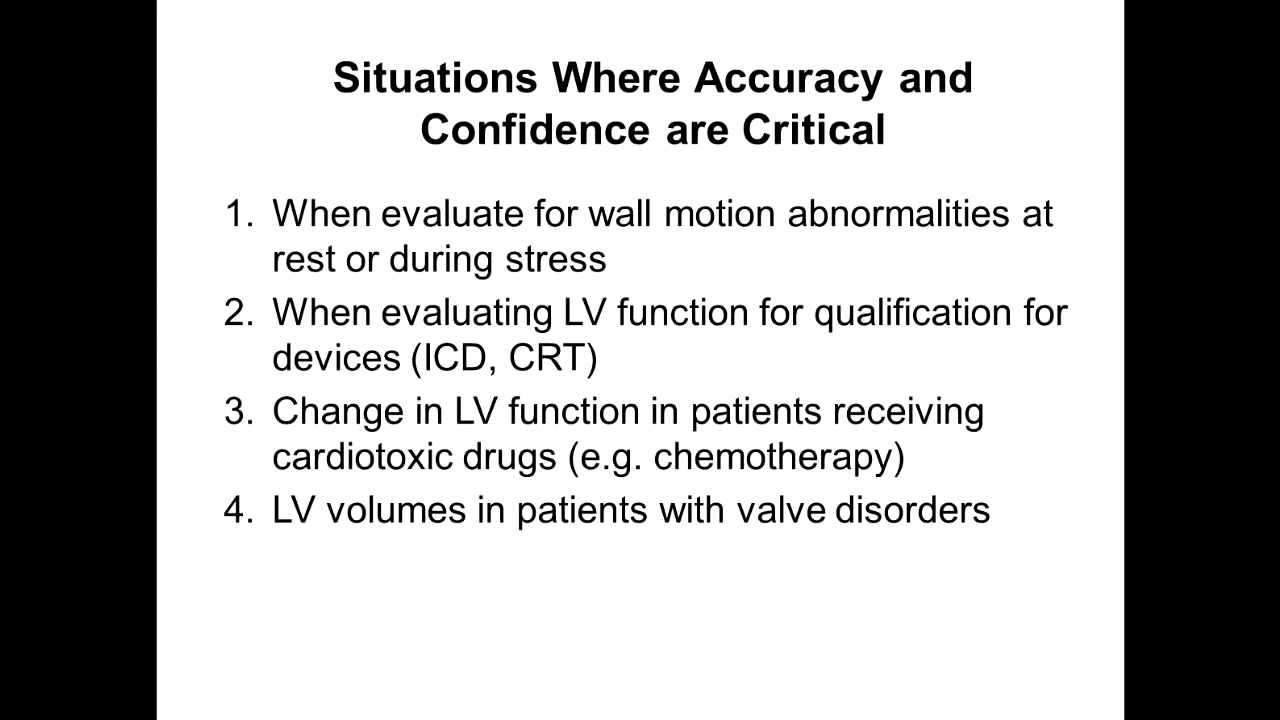 Situations Where Accuracy and
Confidence are Critical
1. When evaluate for wall motion abnormalities at
rest or during stress
2. When evaluating LV function for qualification for
devices (ICD, CRT)
3. Change in LV function in patients receiving
cardiotoxic drugs (e.g. chemotherapy)
4. LV volumes in patients with valve disorders